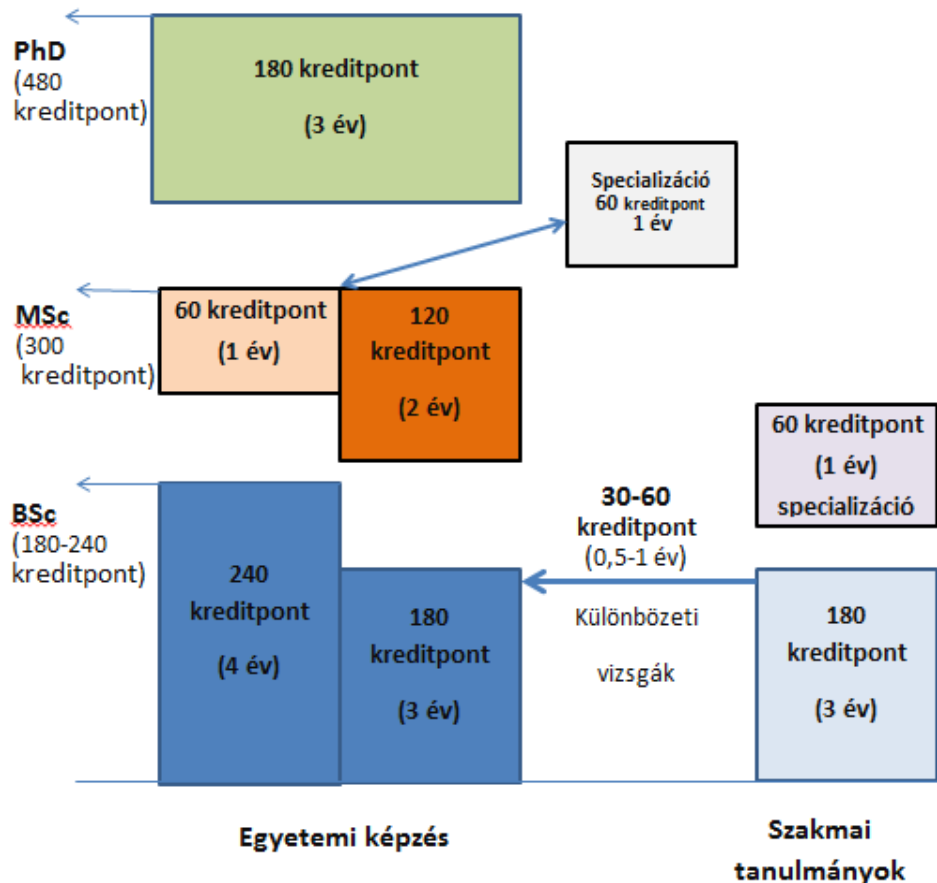 PhD
(480
kreditpont)
180 kreditpont
(3 év)
Specializáció
60 kreditpont
1 év
MSc
(300
kreditpont)
60 kreditpont
(1 év)
120
kreditpont
(2 év)
60 kreditpont
(1 év)
specializáció
BSc
(180-240
kreditpont)
240
kreditpont
(4 év)
180
kreditpont
(3 év)
30-60
kreditpont
(0,5-1 év)
Különbözeti
vizsgák
180
kreditpont
(3 év)
Egyetemi képzés
Szakmai
tanulmányok